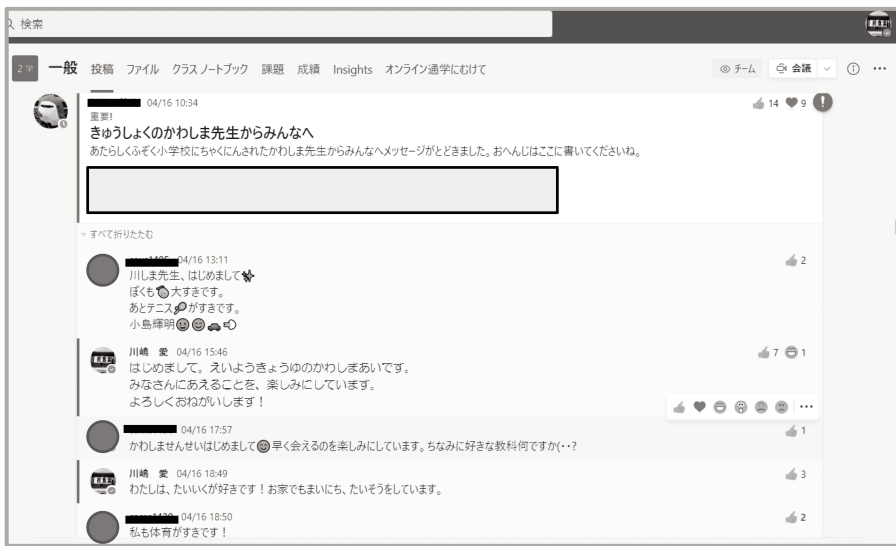 検索
2 学 一般 投稿 ファイル クラス ノートブック 課題 成績 Insights オンライン通学にむけて チーム 会議
04/16 10:34 14 9
重要!
きゅうしょくのかわしま先生からみんなへ
あたらしくふぞく小学校にちゃくにんされたかわしま先生からみんなへメッセージがとどきました。おへんじはここに書いてくださいね。
すべて折りたたむ
04/16 13:11 2
川しま先生、はじめまして
ぼくも大すきです。
あとテニスがすきです。
小島輝明
川嶋 愛 04/16 15:46 7 1
はじめまして。えいようきょうゆのかわしまあいです。
みなさんにあえることを、楽しみにしています。
よろしくおねがいします！
04/16 17:57 1
かわしませんせいはじめまして早く会えるのを楽しみにしています。ちなみに好きな教科何ですか(・・?
川嶋 愛 04/16 18:49 3
わたしは、たいいくが好きです！お家でもまいにち、たいそうをしています。
04/16 18:50 2
私も体育がすきです！